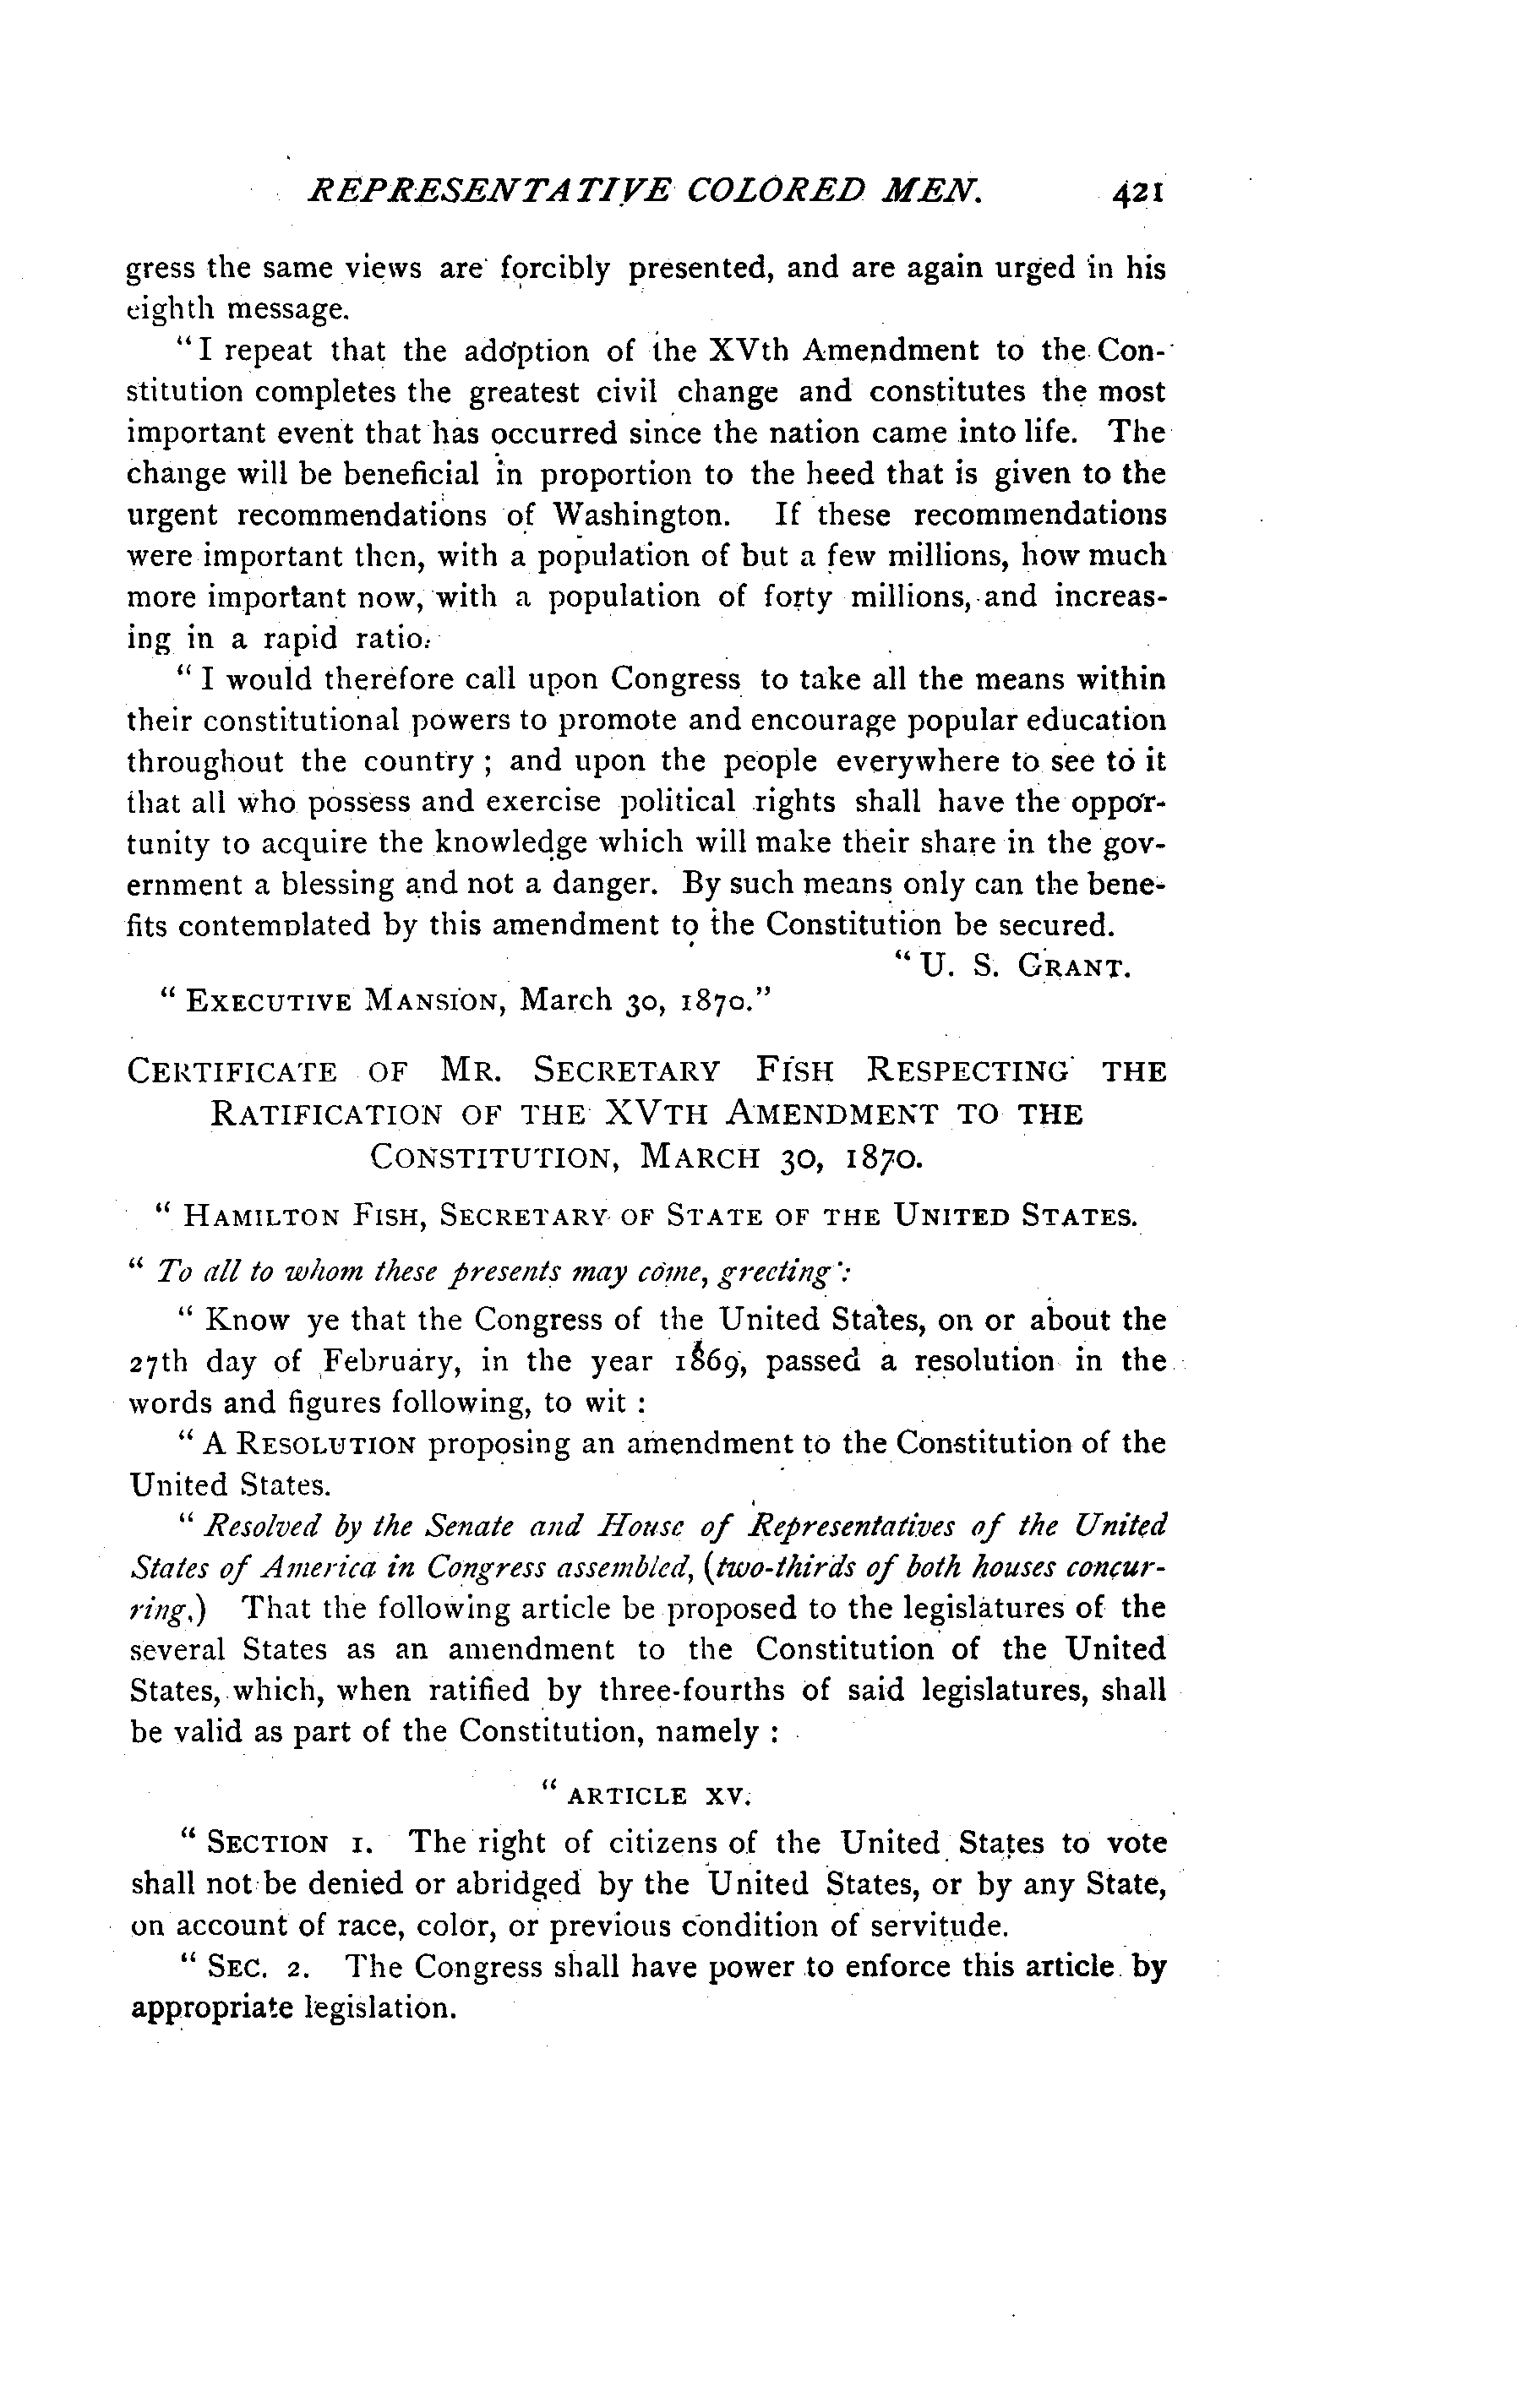 REPRESENTATIVE COLORED MEN. 421
gress the same views are forcibly presented, and are again urged in his
eighth message.
"I repeat that the adoption of the XVth Amendment to the Con-
stitution completes the greatest civil change and constitutes the most
important event that has occurred since the nation came into life. The
change will be beneficial in proportion to the heed that is given to the
urgent recommendations of Washington. If these recommendations
were important then, with a population of but a few millions, how much
more important now, with a population of forty millions, and increas-
ing in a rapid ratio.
"I would therefore call upon Congress to take all the means within
their constitutional powers to promote and encourage popular education
throughout the country; and upon the people everywhere to see to it
that all who possess and exercise political rights shall have the oppor-
tunity to acquire the knowledge which will make their share in the gov-
ernment a blessing and not a danger. By such means only can the bene-
fits contemplated by this amendment to the Constitution be secured.
"U. S. GRANT.
"EXECUTIVE MANSION, March 30, 1870."
CERTIFICATE OF MR. SECRETARY FISH RESPECTING THE
RATIFICATION OF THE XVTH AMENDMENT TO THE
CONSTITUTION, MARCH 30, 1870.
"HAMILTON FISH, SECRETARY OF STATE OF THE UNITED STATES.
"To all to whom these presents may come, greeting:
"Know ye that the Congress of the United States, on or about the
27th day of February, in the year 1869, passed a resolution in the
words and figures following, to wit:
"A RESOLUTION proposing an amendment to the Constitution of the
United States.
"Resolved by the Senate and House of Representatives of the United
States of America in Congress assembled, (two-thirds of both houses concur-
ring,) That the following article be proposed to the legislatures of the
several States as an amendment to the Constitution of the United
States, which, when ratified by three-fourths of said legislatures, shall
be valid as part of the Constitution, namely:
"ARTICLE XV.
"SECTION 1. The right of citizens of the United States to vote
shall not be denied or abridged by the United States, or by any State,
on account of race, color, or previous condition of servitude.
"SEC. 2. The Congress shall have power to enforce this article by
appropriate legislation.